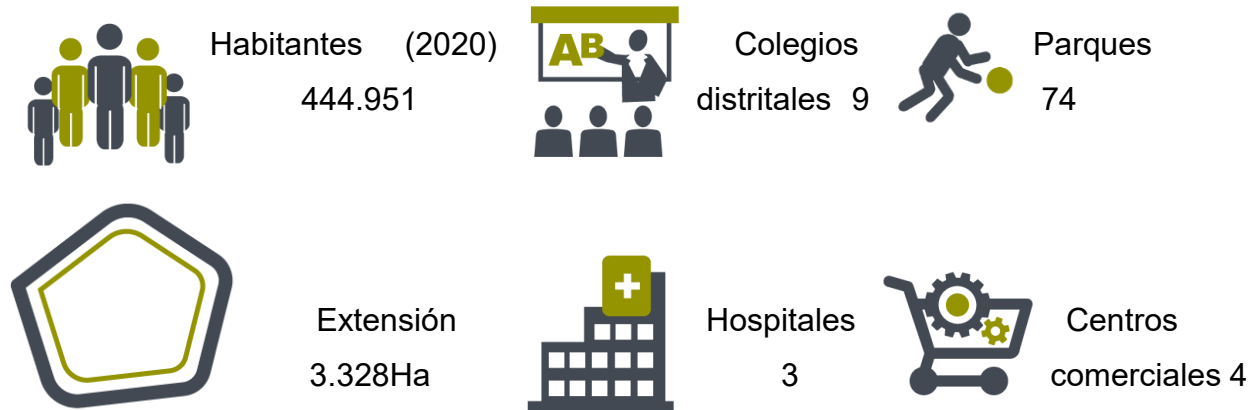 Habitantes (2020)
444.951
AB
Colegios
distritales 9
Parques
74
Extensión
3.328Ha
Hospitales
3
Centros
comerciales 4